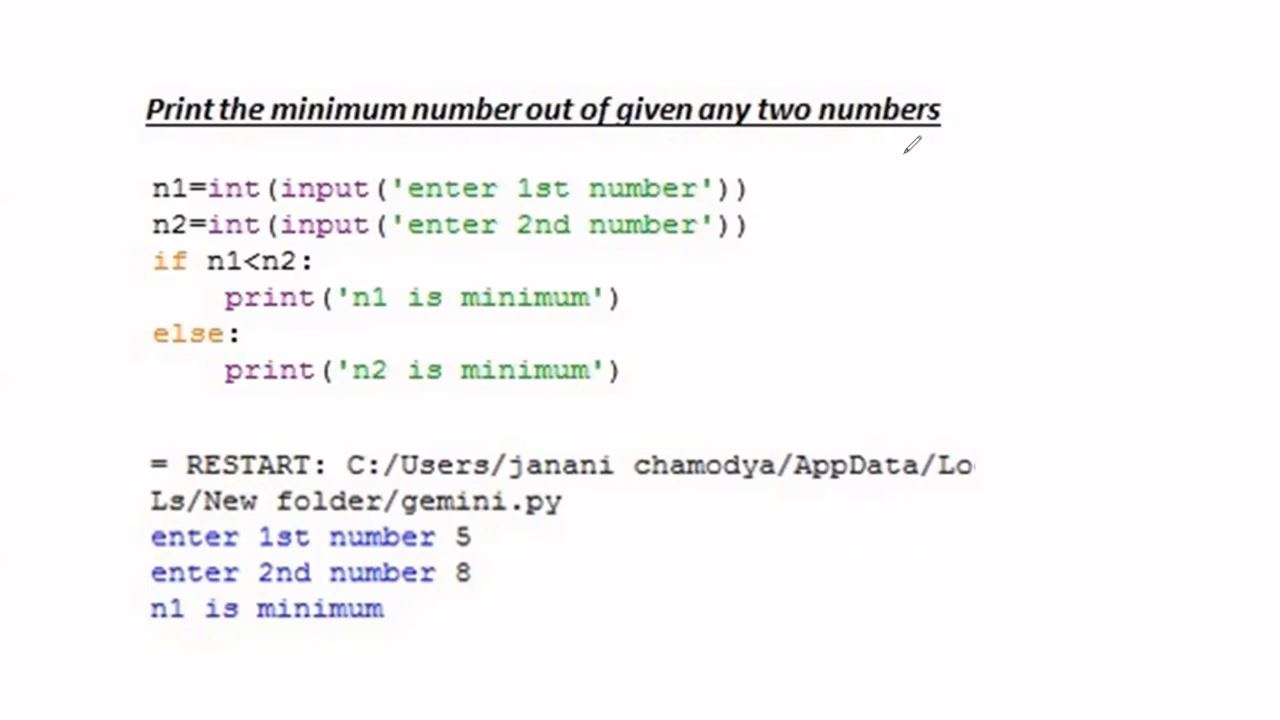 Print the minimum number out of given any two numbers
n1=int(input('enter 1st number'))
n2=int(input('enter 2nd number'))
if n1<n2:
    print('n1 is minimum')
else:
    print('n2 is minimum')
= RESTART: C:/Users/janani chamodya/AppData/Lo
Ls/New folder/gemini.py
enter 1st number 5
enter 2nd number 8
n1 is minimum